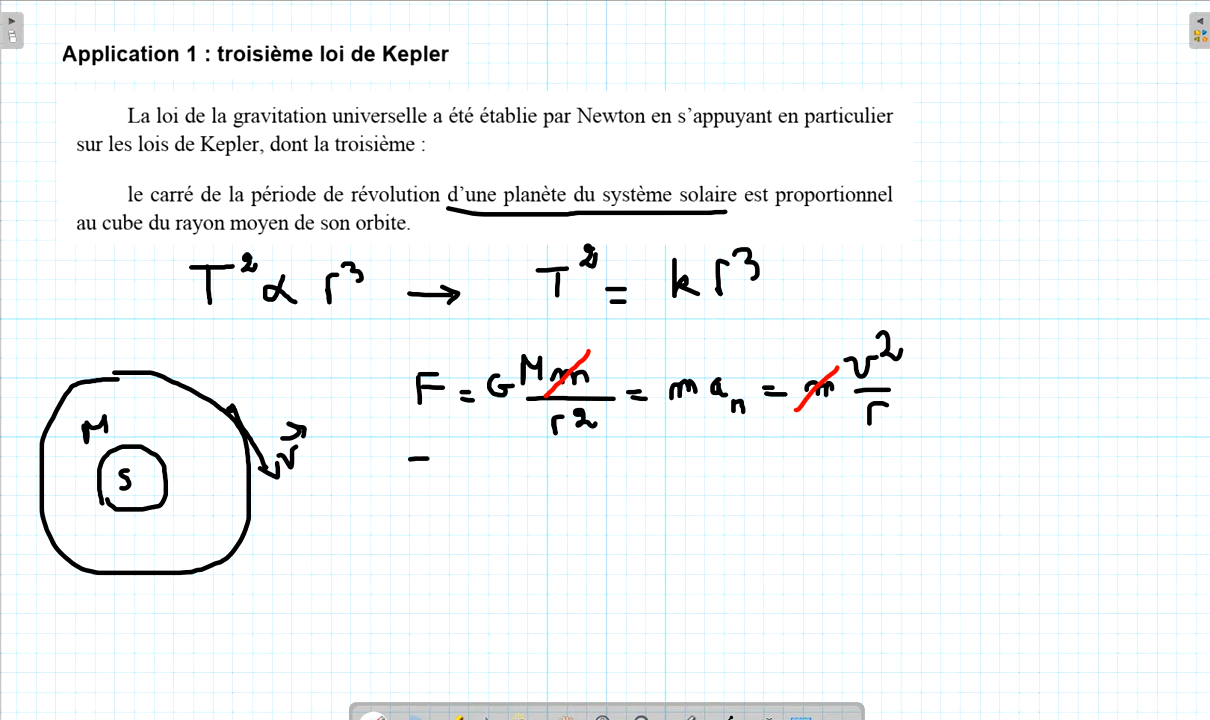 Application 1 : troisième loi de Kepler
La loi de la gravitation universelle a été établie par Newton en s’appuyant en particulier
sur les lois de Kepler, dont la troisième :
le carré de la période de révolution d’une planète du système solaire est proportionnel
au cube du rayon moyen de son orbite.
T² ∝ r³ → T² = k r³
F = G Mm / r² = m aₙ = m v² / r
M
S
v⃗